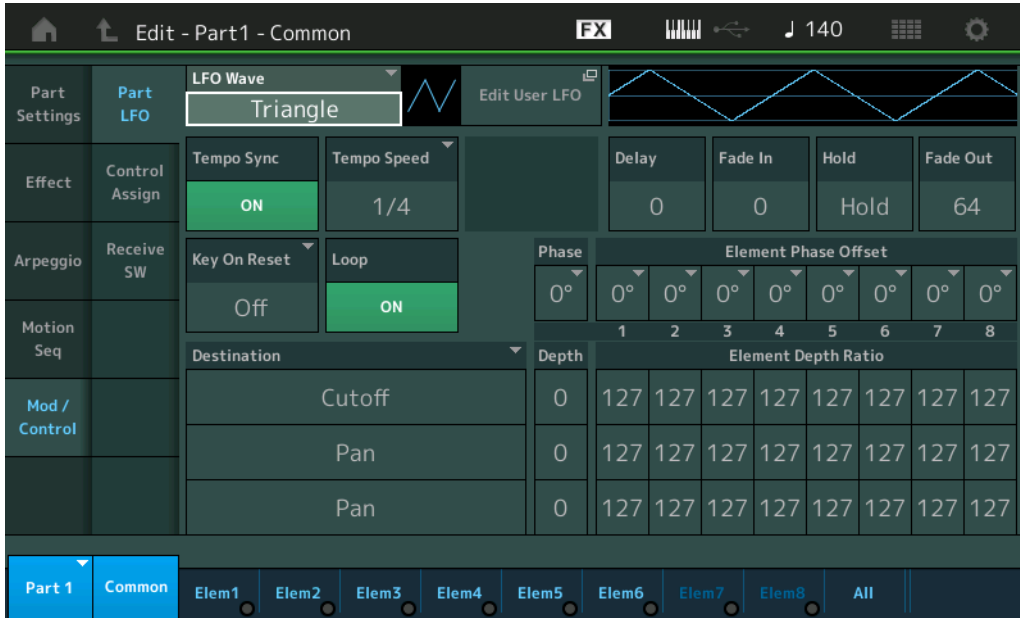 Edit - Part1 - Common FX 140
Part Settings
Part LFO
LFO Wave
Triangle
Edit User LFO
Effect
Control Assign
Tempo Sync
ON
Tempo Speed
1/4
Delay
0
Fade In
0
Hold
Hold
Fade Out
64
Arpeggio
Receive SW
Key On Reset
Off
Loop
ON
Phase
0°
Element Phase Offset
0° 0° 0° 0° 0° 0° 0° 0°
1 2 3 4 5 6 7 8
Motion Seq
Destination Depth Element Depth Ratio
Mod / Control
Cutoff 0 127 127 127 127 127 127 127 127
Pan 0 127 127 127 127 127 127 127 127
Pan 0 127 127 127 127 127 127 127 127
Part 1 Common Elem1 Elem2 Elem3 Elem4 Elem5 Elem6 Elem7 Elem8 All